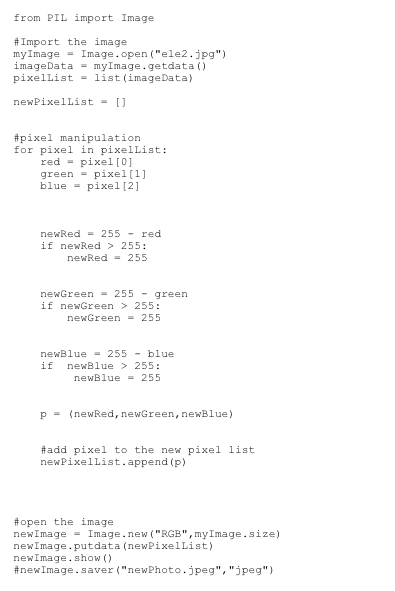 from PIL import Image
#Import the image
myImage = Image.open("ele2.jpg")
imageData = myImage.getdata()
pixelList = list(imageData)
newPixelList = []
#pixel manipulation
for pixel in pixelList:
    red = pixel[0]
    green = pixel[1]
    blue = pixel[2]
    newRed = 255 - red
    if newRed > 255:
        newRed = 255
    newGreen = 255 - green
    if newGreen > 255:
        newGreen = 255
    newBlue = 255 - blue
    if  newBlue > 255:
         newBlue = 255
    p = (newRed,newGreen,newBlue)
    #add pixel to the new pixel list
    newPixelList.append(p)
#open the image
newImage = Image.new("RGB",myImage.size)
newImage.putdata(newPixelList)
newImage.show()
#newImage.saver("newPhoto.jpeg","jpeg")